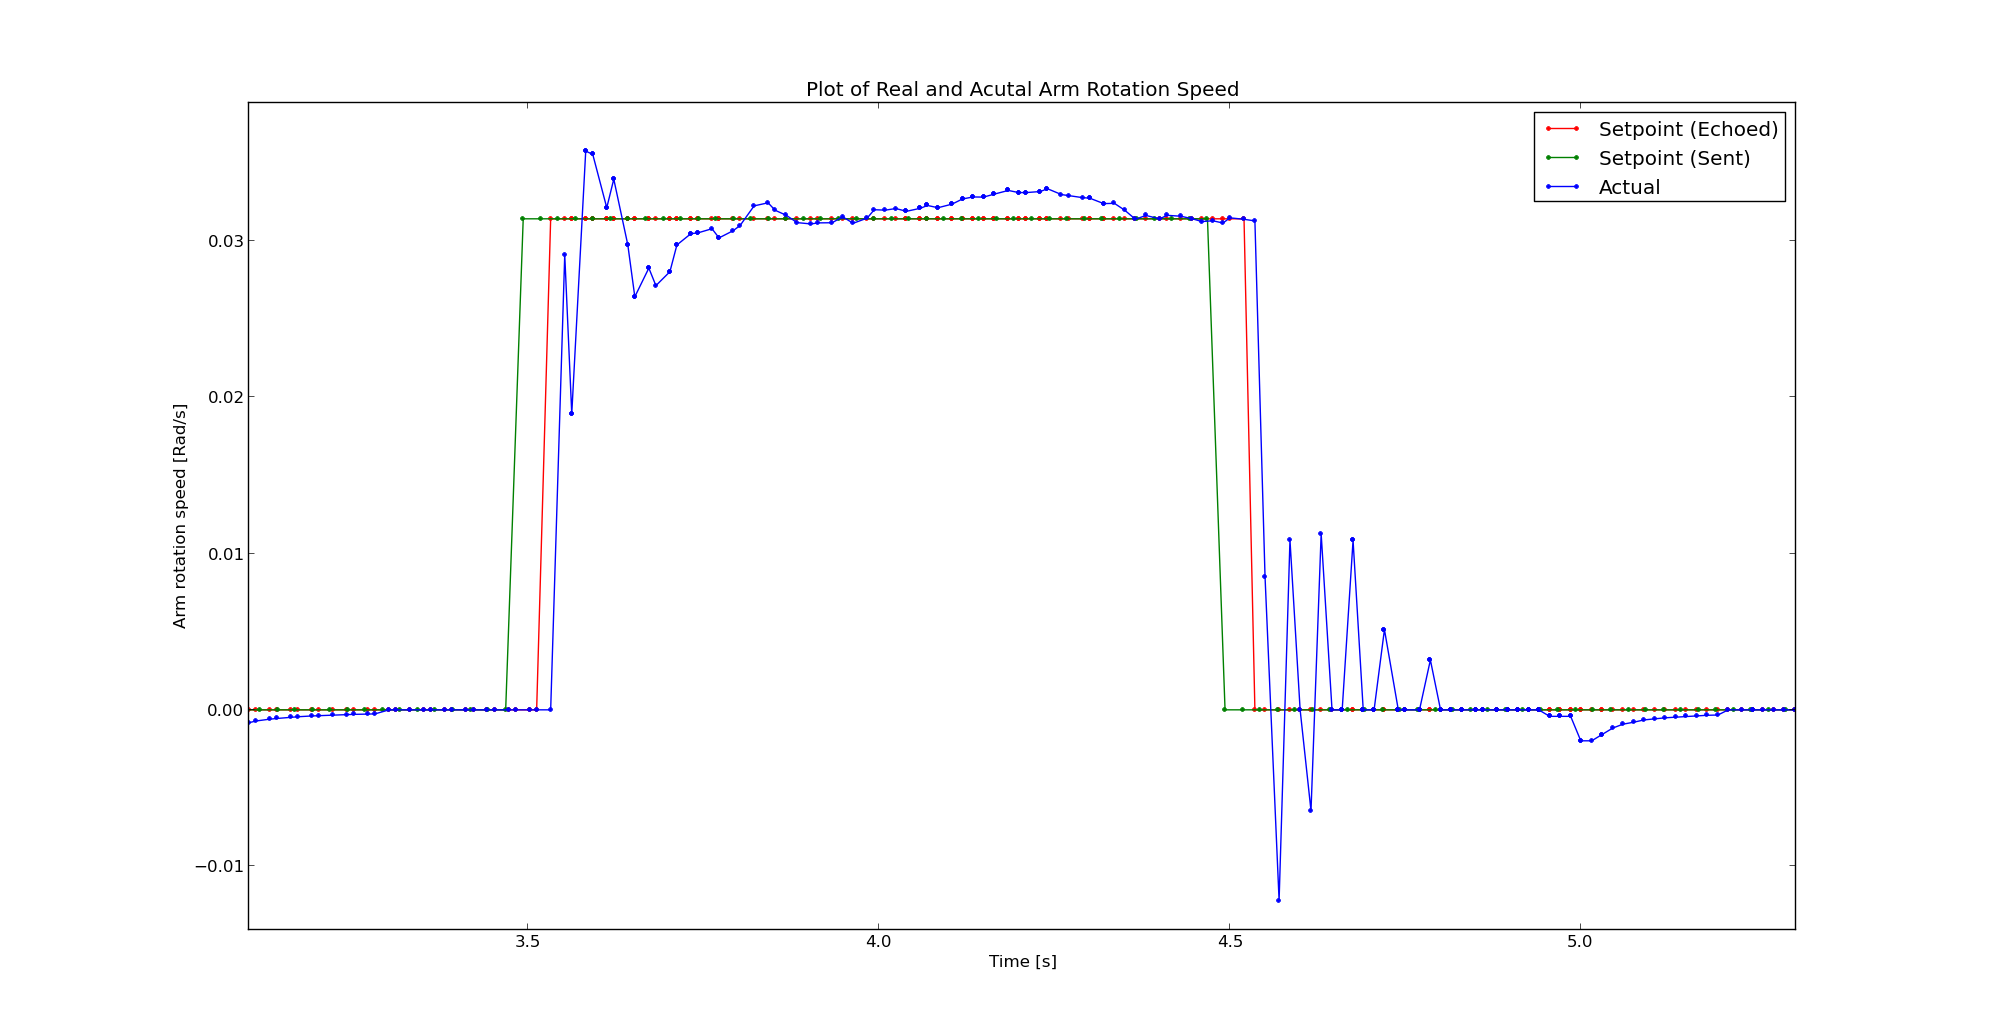 Plot of Real and Acutal Arm Rotation Speed
Setpoint (Echoed)
Setpoint (Sent)
Actual
Arm rotation speed [Rad/s]
0.03
0.02
0.01
0.00
−0.01
3.5
4.0
4.5
5.0
Time [s]